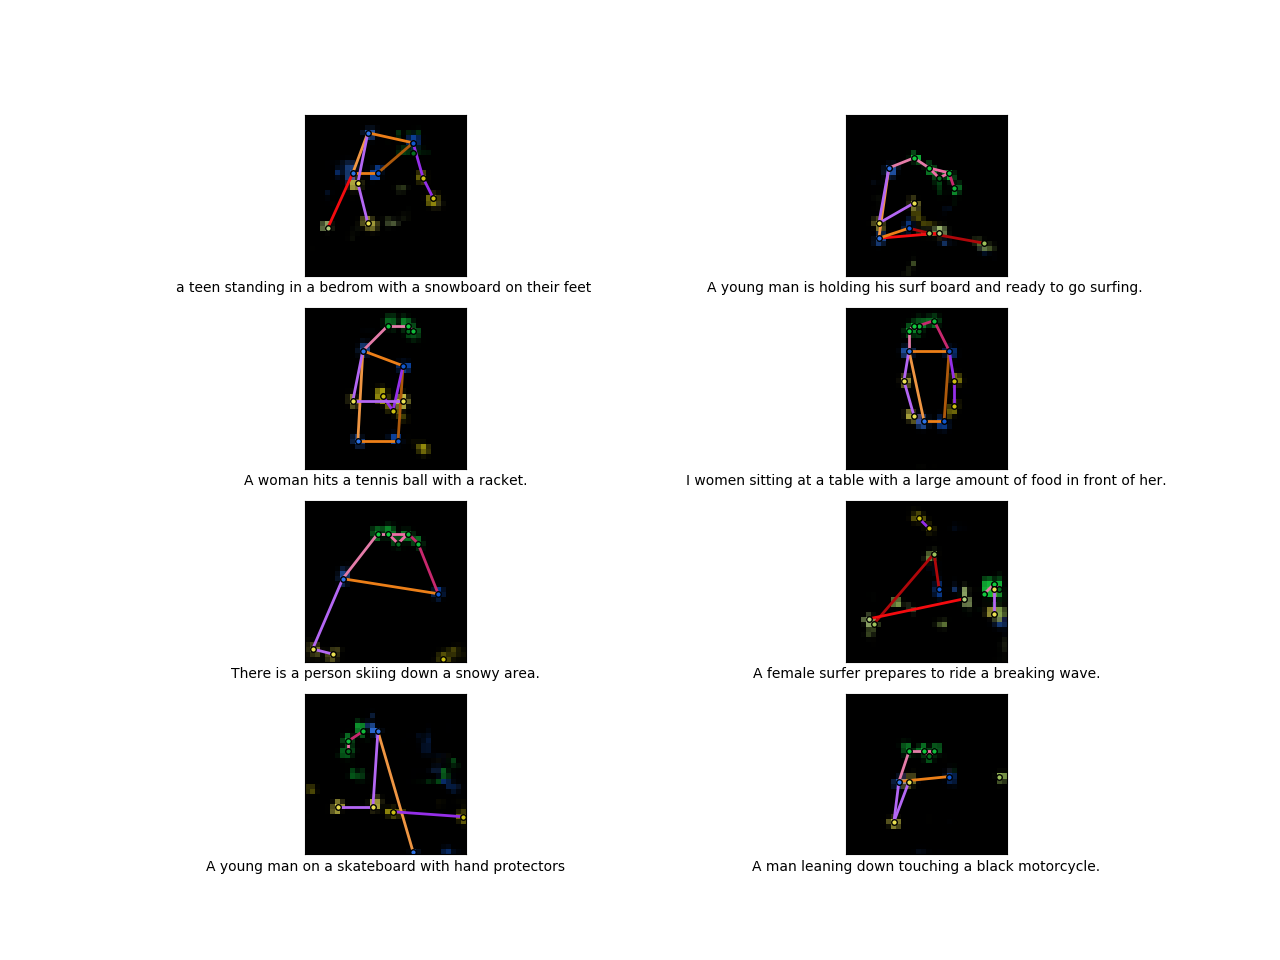 a teen standing in a bedrom with a snowboard on their feet
A young man is holding his surf board and ready to go surfing.
A woman hits a tennis ball with a racket.
I women sitting at a table with a large amount of food in front of her.
There is a person skiing down a snowy area.
A female surfer prepares to ride a breaking wave.
A young man on a skateboard with hand protectors
A man leaning down touching a black motorcycle.